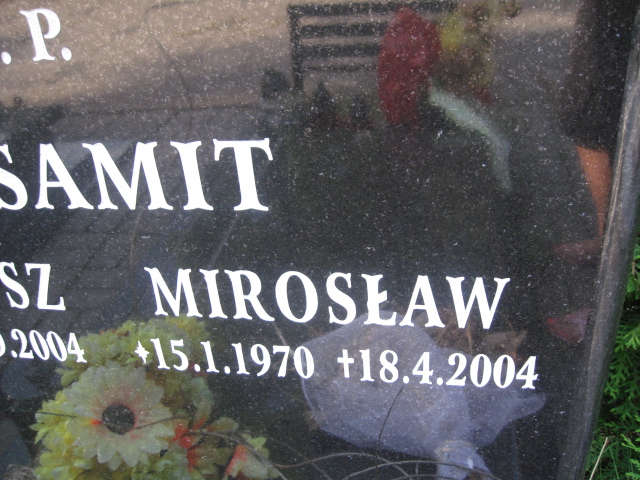 . P.
SAMIT
SZ MIROSŁAW
.2004 *15.1.1970 †18.4.2004